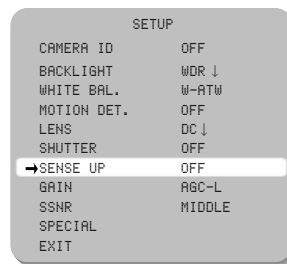 SETUP
CAMERA ID OFF
BACKLIGHT WDR ↓
WHITE BAL. W-ATW
MOTION DET. OFF
LENS DC ↓
SHUTTER OFF
➞SENSE UP OFF
GAIN AGC-L
SSNR MIDDLE
SPECIAL
EXIT